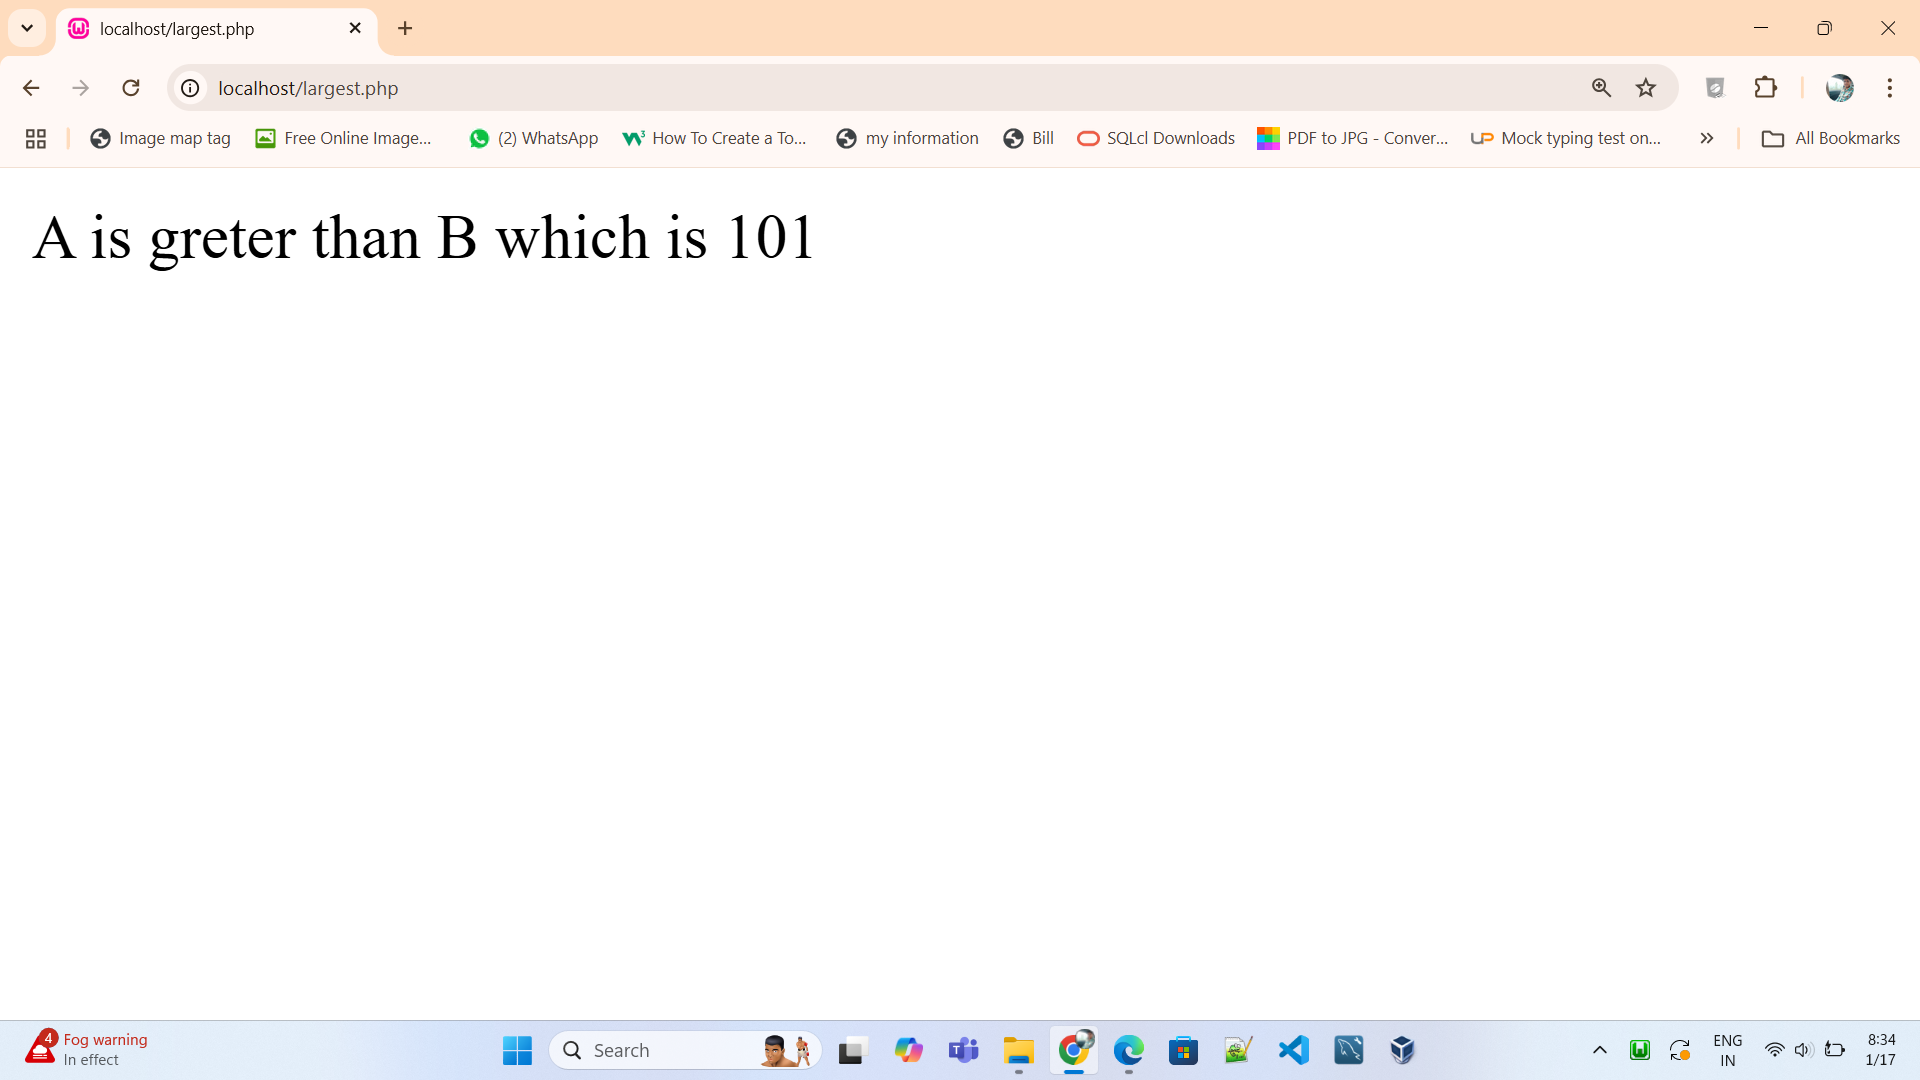 localhost/largest.php
localhost/largest.php
Image map tag
Free Online Image...
(2) WhatsApp
How To Create a To...
my information
Bill
SQLcl Downloads
PDF to JPG - Conver...
Mock typing test on...
All Bookmarks
A is greter than B which is 101
4
Fog warning
In effect
Search
ENG
IN
8:34
1/17